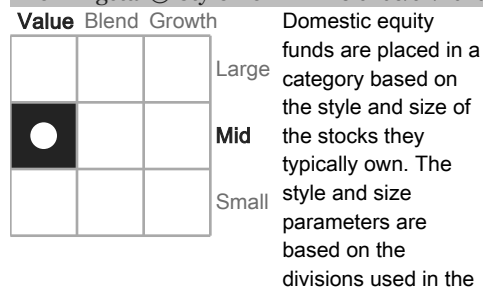 Value Blend Growth
Large
Mid
Small
Domestic equity
funds are placed in a
category based on
the style and size of
the stocks they
typically own. The
style and size
parameters are
based on the
divisions used in the